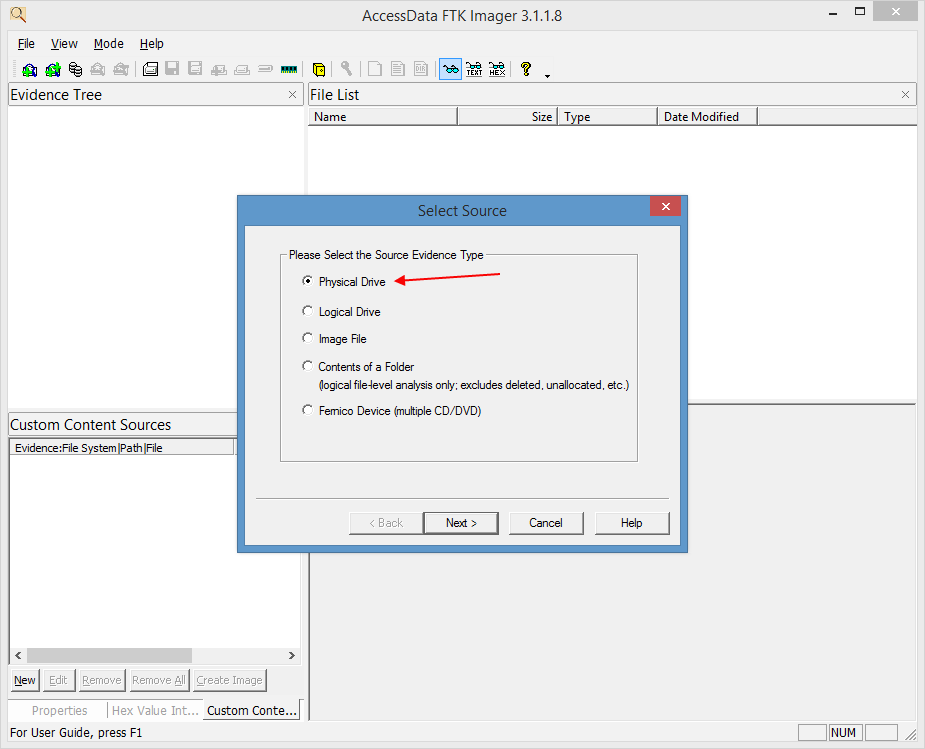 AccessData FTK Imager 3.1.1.8
File View Mode Help
TEXT HEX
Evidence Tree
File List
Name Size Type Date Modified
Select Source
Please Select the Source Evidence Type
Physical Drive
Logical Drive
Image File
Contents of a Folder
(logical file-level analysis only; excludes deleted, unallocated, etc.)
Fernico Device (multiple CD/DVD)
< Back Next > Cancel Help
Custom Content Sources
Evidence:File System|Path|File
New Edit Remove Remove All Create Image
Properties Hex Value Int... Custom Conte...
For User Guide, press F1
NUM